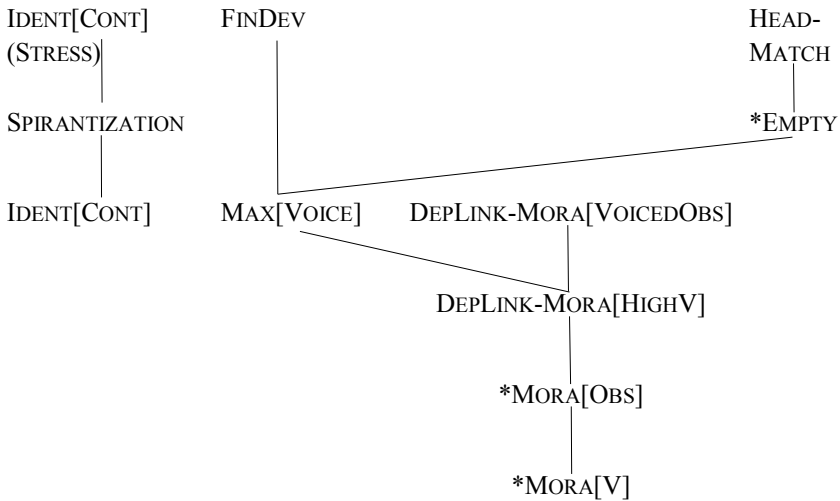 IDENT[CONT] FINDEV HEAD-
(STRESS) MATCH
SPIRANTIZATION *EMPTY
IDENT[CONT] MAX[VOICE] DEPLINK-MORA[VOICEDOBS]
DEPLINK-MORA[HIGHV]
*MORA[OBS]
*MORA[V]